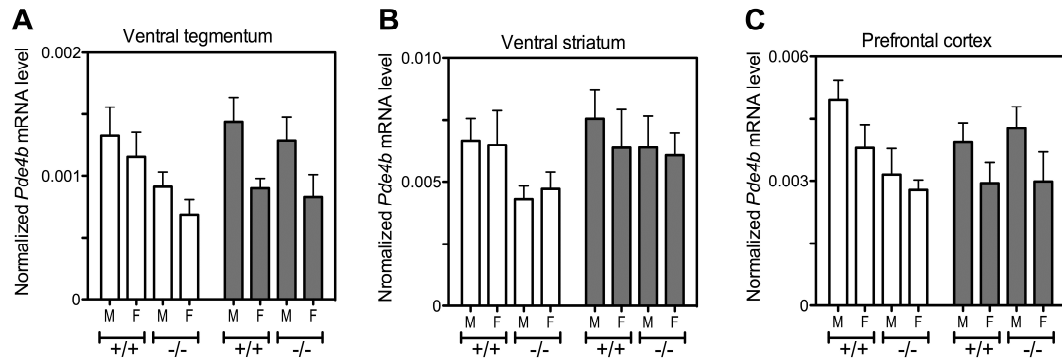 A
Ventral tegmentum
Normalized Pde4b mRNA level
0.002
0.001
0
M F M F M F M F
+/+ -/- +/+ -/-
B
Ventral striatum
Nromalized Pde4b mRNA level
0.010
0.005
0
M F M F M F M F
+/+ -/- +/+ -/-
C
Prefrontal cortex
Normalized Pde4b mRNA level
0.006
0.003
0
M F M F M F M F
+/+ -/- +/+ -/-